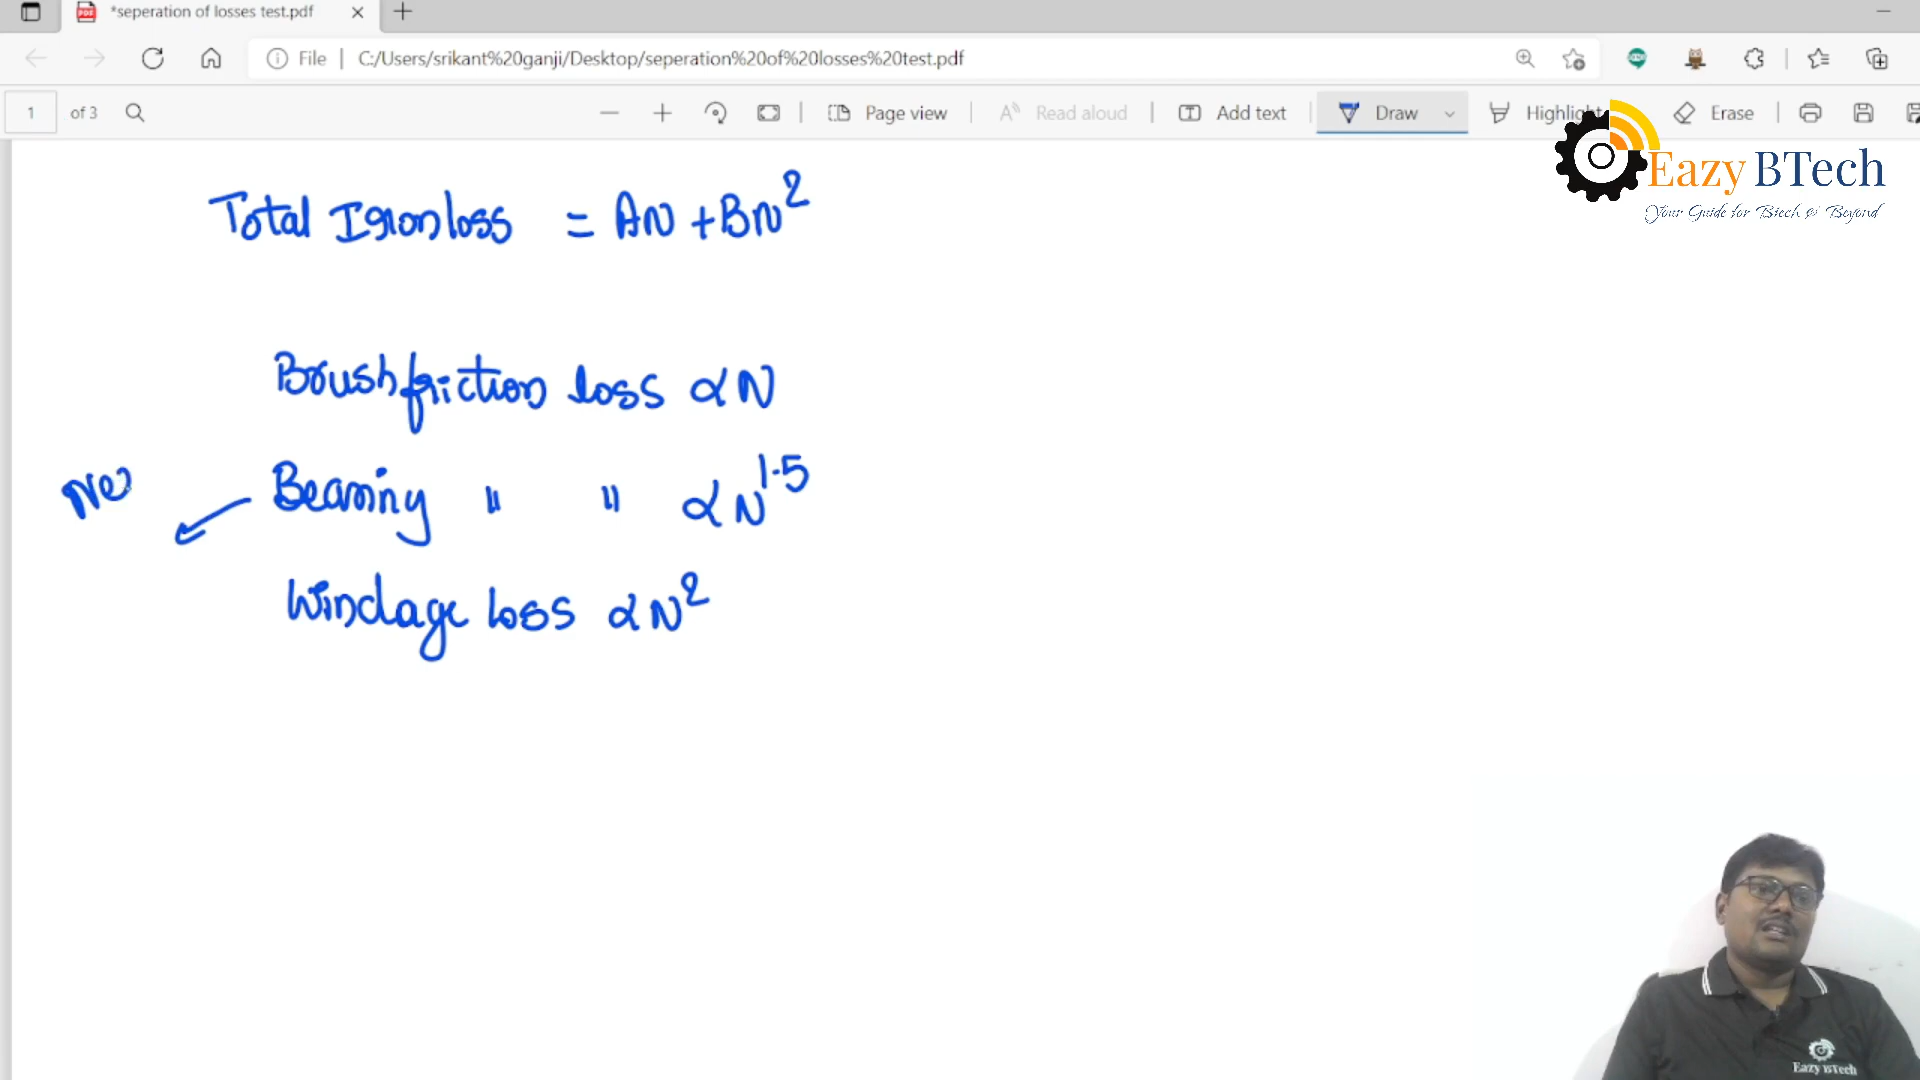 *seperation of losses test.pdf
File | C:/Users/srikant%20ganji/Desktop/seperation%20of%20losses%20test.pdf
1 of 3 Page view Read aloud Add text Draw Highlight Erase
Eazy BTech
Your Guide for Btech & Beyond
Total Iron loss = AN + BN²
Brush friction loss ∝ N
Ne
Bearing " " ∝ N^1.5
Windage loss ∝ N²
Eazy BTech